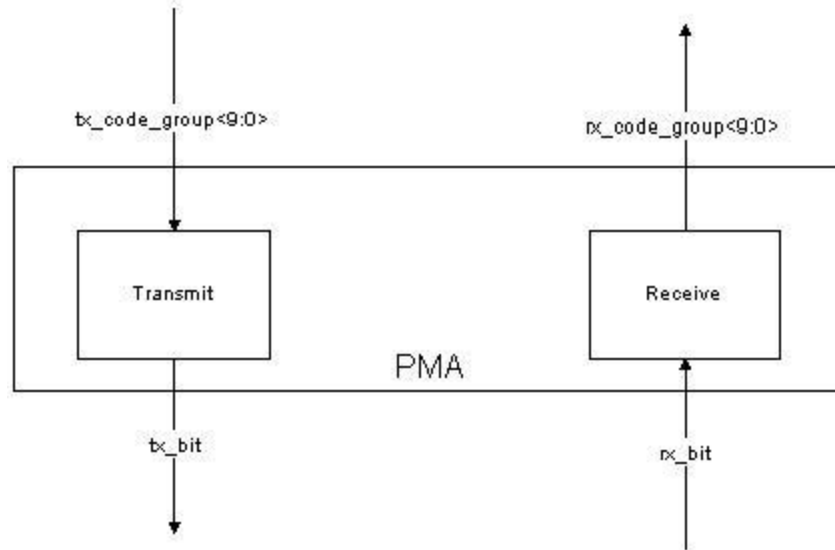 tx_code_group<9:0>
rx_code_group<9:0>
Transmit
Receive
PMA
tx_bit
rx_bit